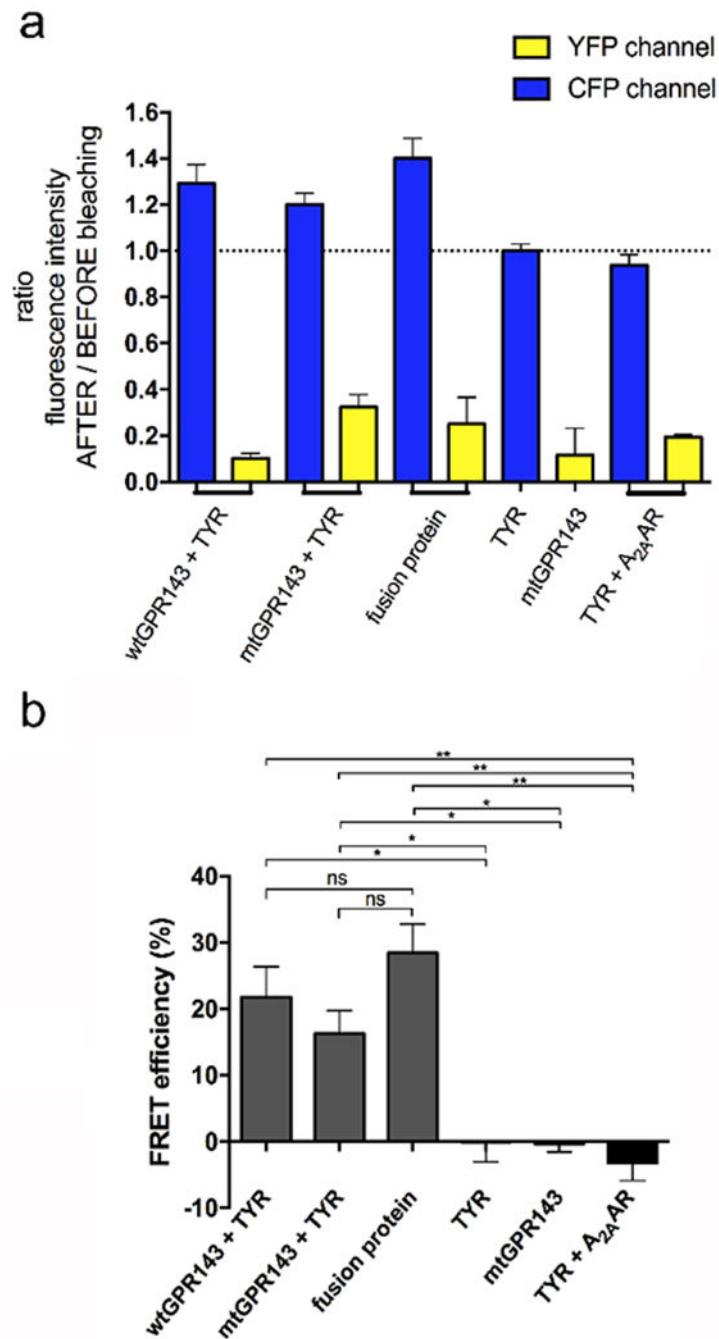 a
YFP channel
CFP channel
ratio
fluorescence intensity
AFTER / BEFORE bleaching
1.6
1.4
1.2
1.0
0.8
0.6
0.4
0.2
0.0
wtGPR143 + TYR
mtGPR143 + TYR
fusion protein
TYR
mtGPR143
TYR + A2AAR
b
**
**
**
*
*
*
*
ns
ns
FRET efficiency (%)
40
30
20
10
0
-10
wtGPR143 + TYR
mtGPR143 + TYR
fusion protein
TYR
mtGPR143
TYR + A2AAR